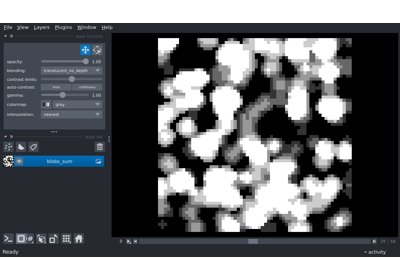 File View Layers Plugins Window Help
opacity: 1.00
blending: translucent_no_depth
contrast limits:
auto-contrast: once continuous
gamma: 1.00
colormap: gray
interpolation: nearest
blobs_sum
Ready
activity